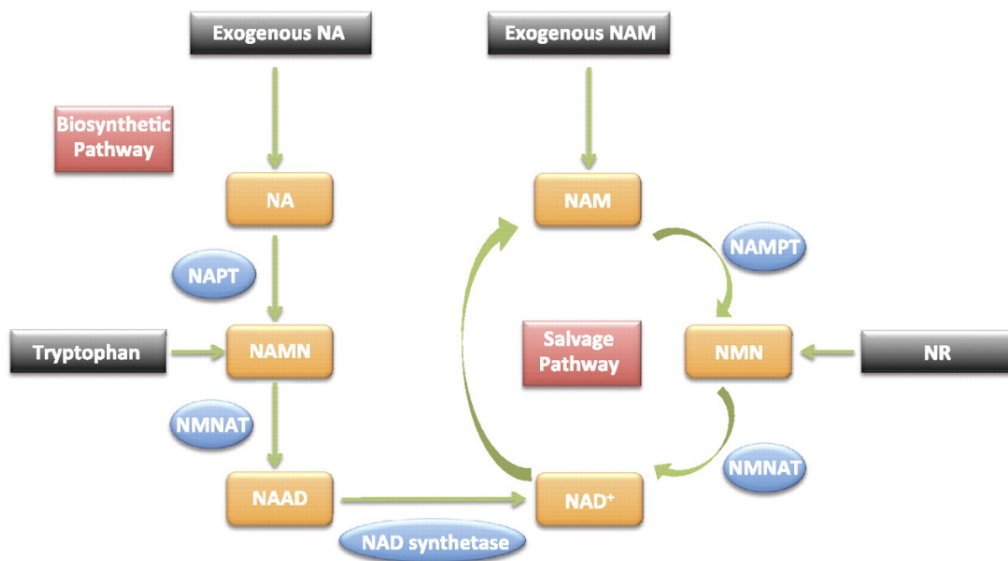 Exogenous NA
Exogenous NAM
Biosynthetic
Pathway
NA
NAM
NAPT
NAMPT
Tryptophan
NAMN
Salvage
Pathway
NMN
NR
NMNAT
NMNAT
NAAD
NAD⁺
NAD synthetase